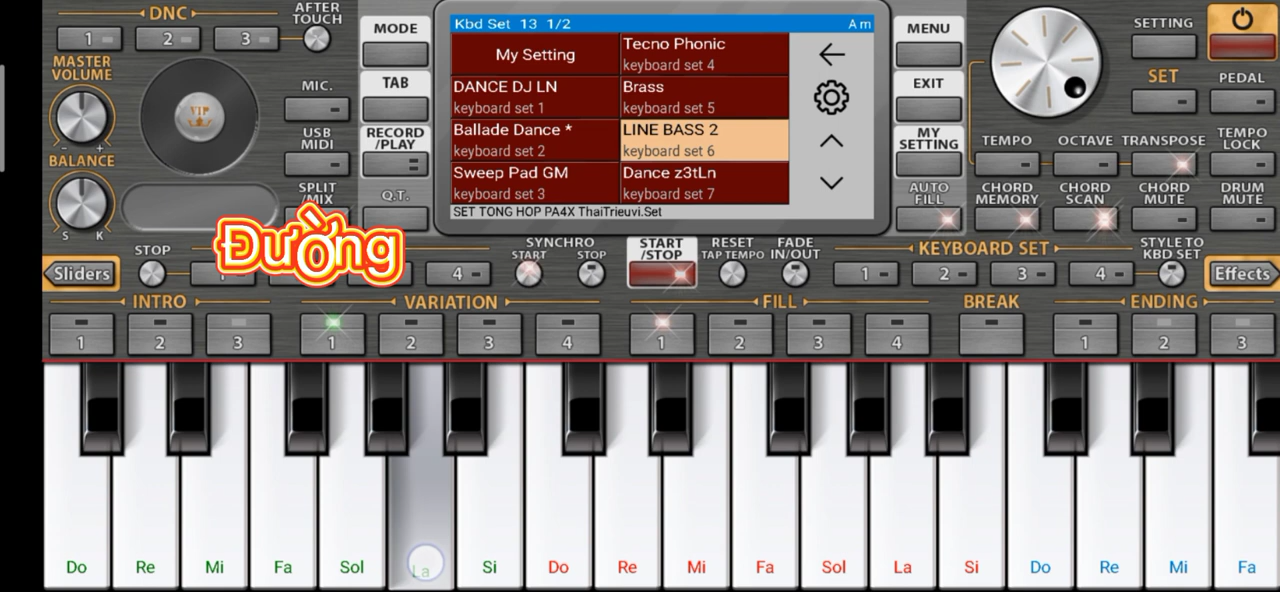 DNC
1
2
3
AFTER
TOUCH
MASTER
VOLUME
- +
BALANCE
S K
VIP
MIC.
USB
MIDI
SPLIT
/MIX
MODE
TAB
RECORD
/PLAY
Q.T.
Kbd Set 13 1/2
Am
My Setting
Tecno Phonic
keyboard set 4
DANCE DJ LN
keyboard set 1
Brass
keyboard set 5
Ballade Dance *
keyboard set 2
LINE BASS 2
keyboard set 6
Sweep Pad GM
keyboard set 3
Dance z3tLn
keyboard set 7
SET TONG HOP PA4X ThaiTrieuvi.Set
MENU
EXIT
MY
SETTING
AUTO
FILL
SETTING
SET
PEDAL
TEMPO
OCTAVE
TRANSPOSE
TEMPO
LOCK
CHORD
MEMORY
CHORD
SCAN
CHORD
MUTE
DRUM
MUTE
Đường
Sliders
STOP
1
4
SYNCHRO
START
STOP
START
/STOP
RESET
TAP TEMPO
FADE
IN/OUT
KEYBOARD SET
1
2
3
4
STYLE TO
KBD SET
Effects
INTRO
1
2
3
VARIATION
1
2
3
4
FILL
1
2
3
4
BREAK
ENDING
1
2
3
Do Re Mi Fa Sol La Si Do Re Mi Fa Sol La Si Do Re Mi Fa